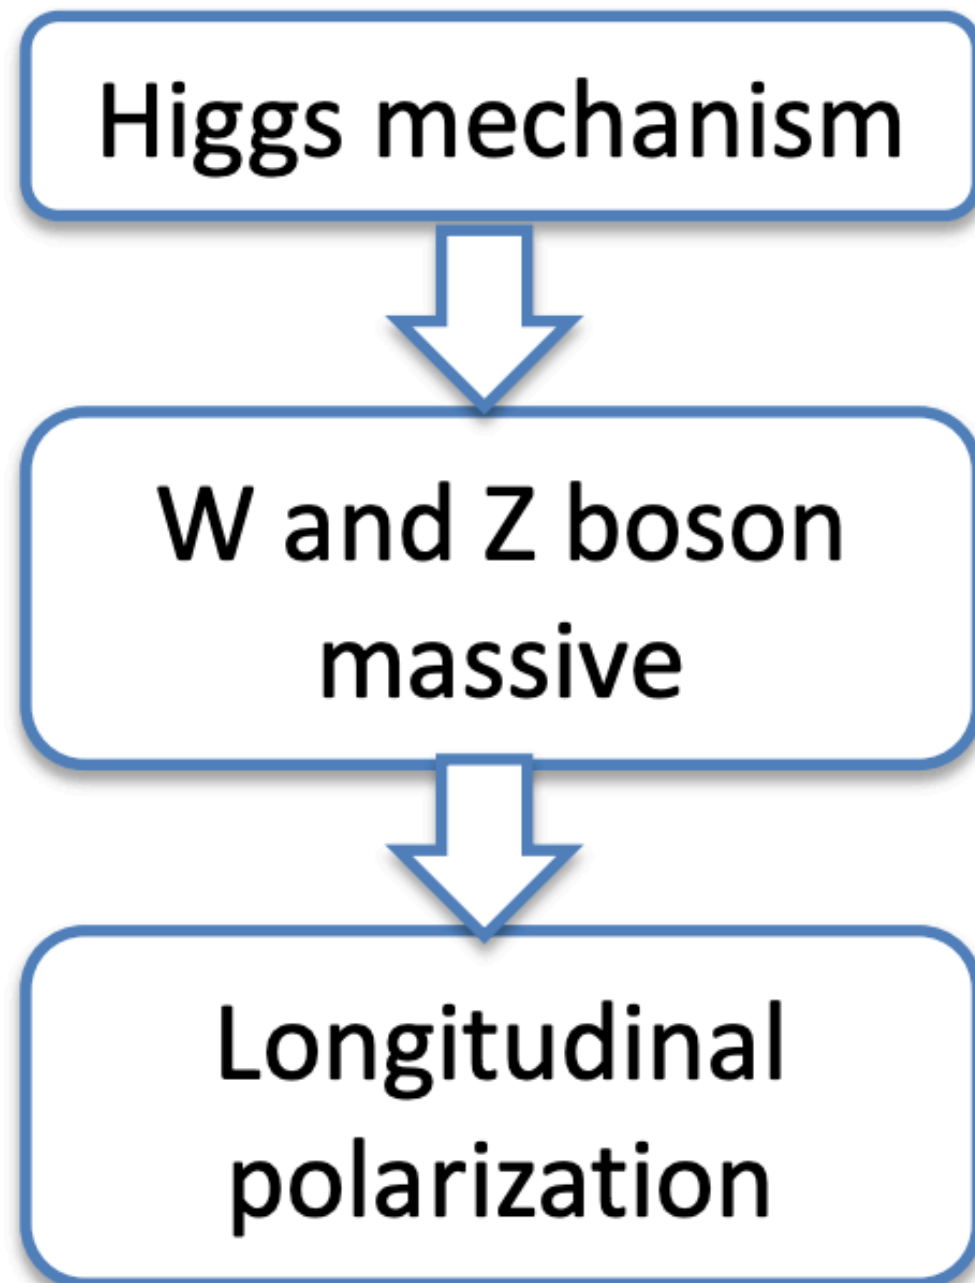 Higgs mechanism
W and Z boson
massive
Longitudinal
polarization